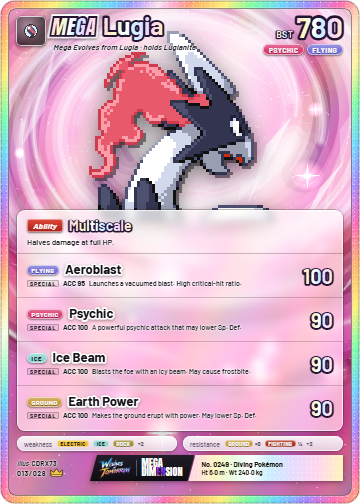 MEGA Lugia
BST 780
Mega Evolves from Lugia · holds Lugianite
PSYCHIC FLYING
Ability Multiscale
Halves damage at full HP.
FLYING Aeroblast
SPECIAL ACC 95 Launches a vacuumed blast. High critical-hit ratio.
100
PSYCHIC Psychic
SPECIAL ACC 100 A powerful psychic attack that may lower Sp. Def.
90
ICE Ice Beam
SPECIAL ACC 100 Blasts the foe with an icy beam. May cause frostbite.
90
GROUND Earth Power
SPECIAL ACC 100 Makes the ground erupt with power. May lower Sp. Def.
90
weakness ELECTRIC ICE ROCK ×2
resistance GROUND ×0 FIGHTING ¼ ×2
illus CDRX73
013/028
WINDS OF TOMORROW
MEGA DIMENSION
No. 0249 · Diving Pokémon
Ht 6.0 m · Wt 240.0 kg